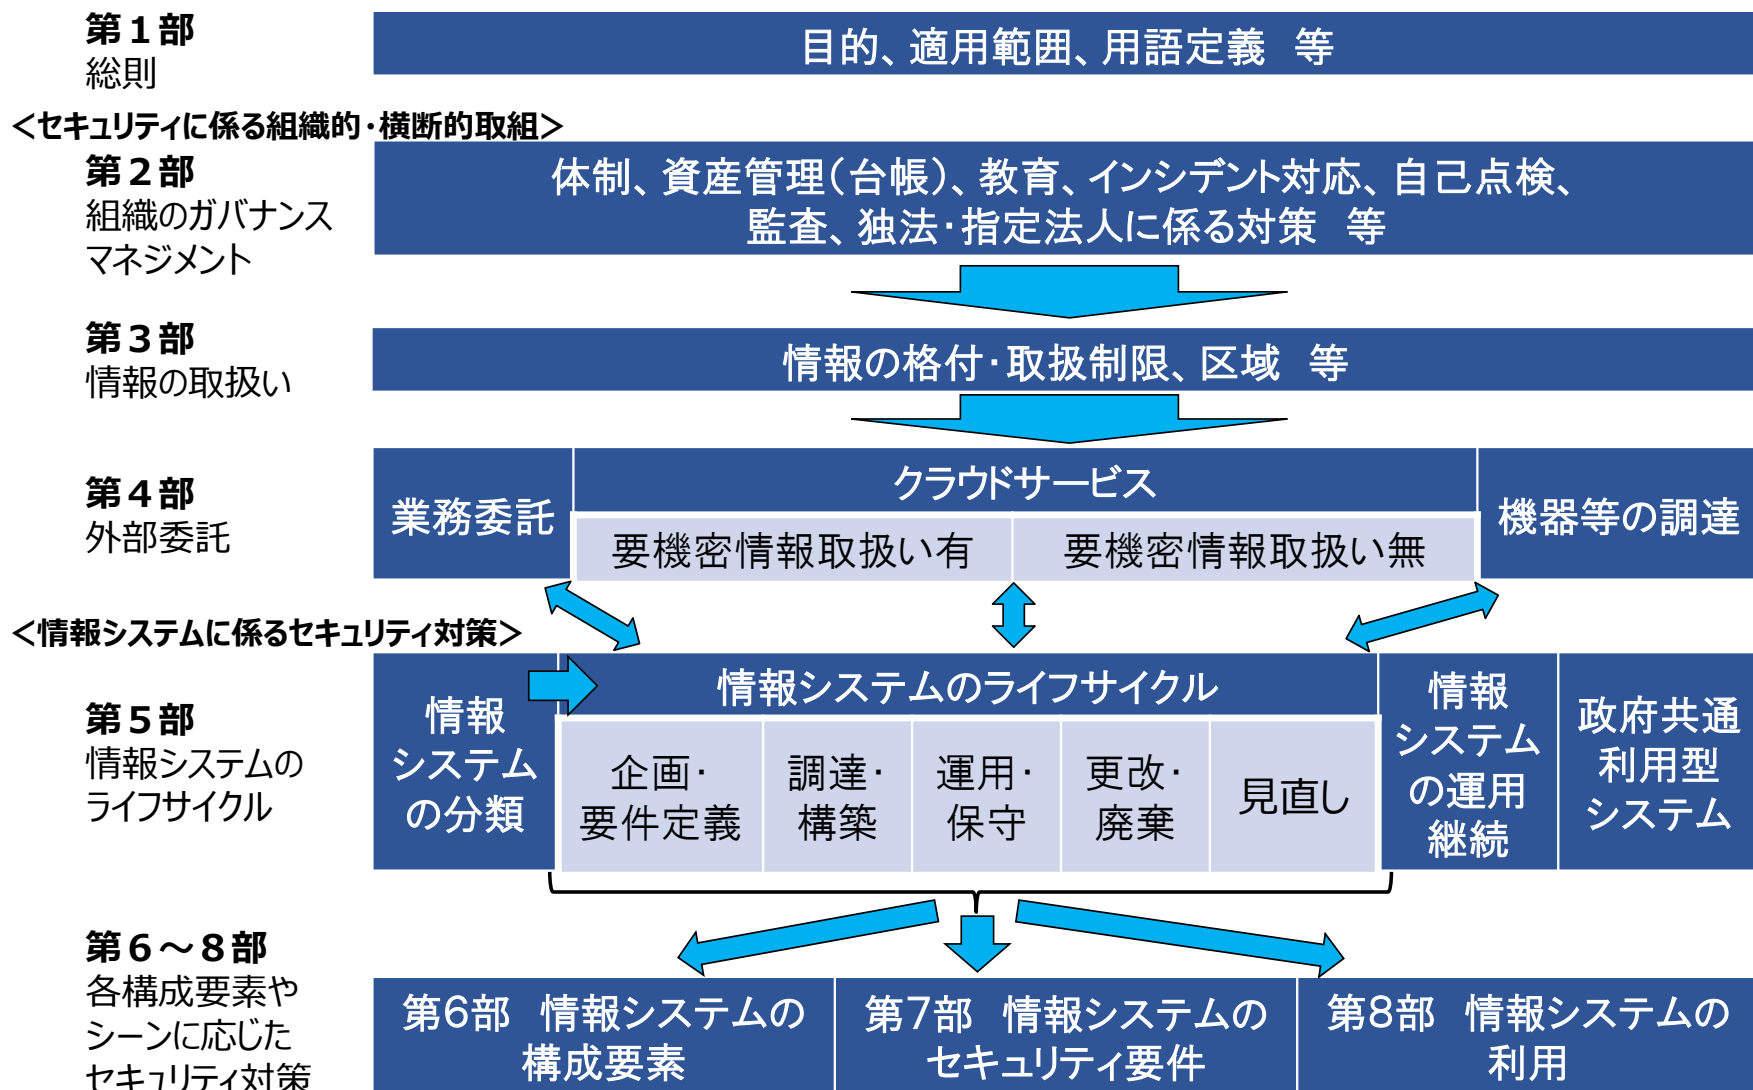 第１部
総則
目的、適用範囲、用語定義　等
＜セキュリティに係る組織的・横断的取組＞
第２部
組織のガバナンス
マネジメント
体制、資産管理（台帳）、教育、インシデント対応、自己点検、
監査、独法・指定法人に係る対策　等
第３部
情報の取扱い
情報の格付・取扱制限、区域　等
第４部
外部委託
業務委託
クラウドサービス
要機密情報取扱い有
要機密情報取扱い無
機器等の調達
＜情報システムに係るセキュリティ対策＞
第５部
情報システムの
ライフサイクル
情報
システム
の分類
情報システムのライフサイクル
企画・
要件定義
調達・
構築
運用・
保守
更改・
廃棄
見直し
情報
システム
の運用
継続
政府共通
利用型
システム
第６～８部
各構成要素や
シーンに応じた
セキュリティ対策
第6部　情報システムの
構成要素
第7部　情報システムの
セキュリティ要件
第8部　情報システムの
利用